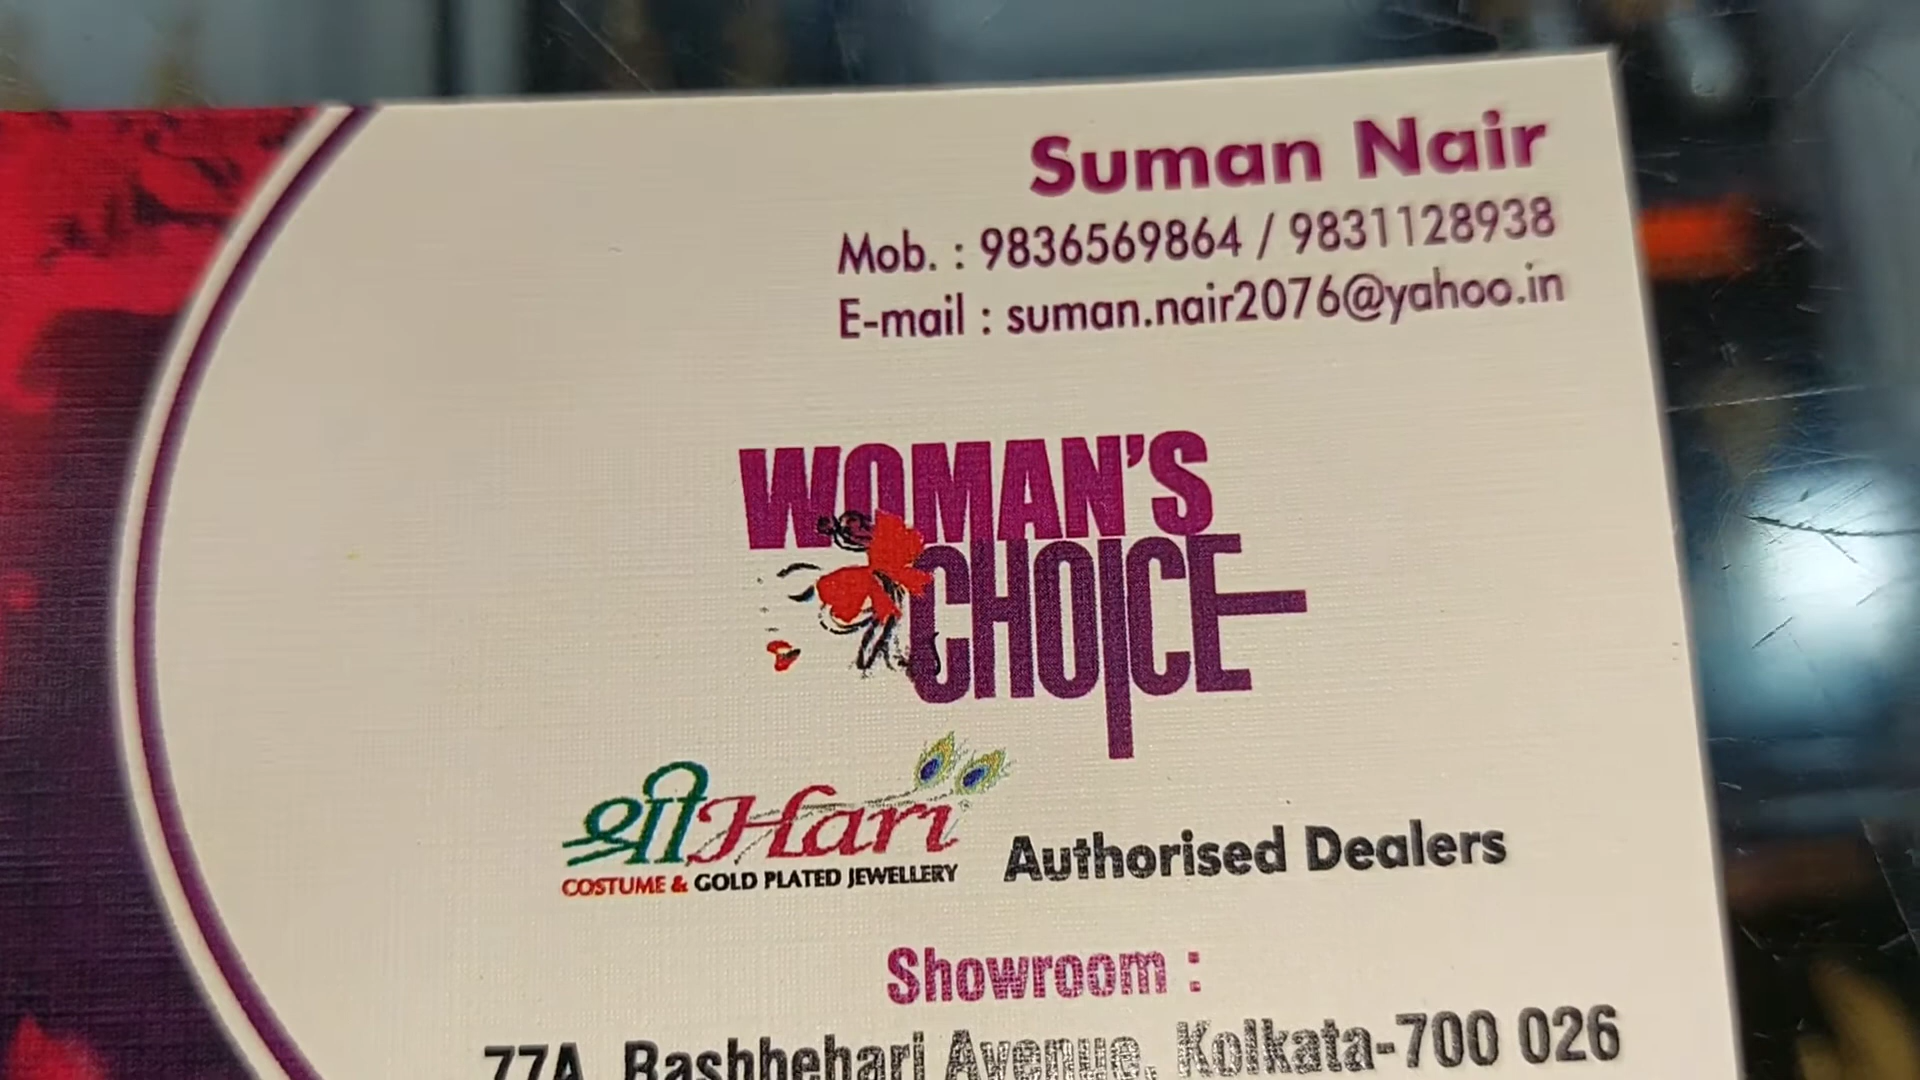 Suman Nair
Mob. : 9836569864 / 9831128938
E-mail : suman.nair2076@yahoo.in
WOMAN'S
CHOICE
श्री Hari
COSTUME & GOLD PLATED JEWELLERY
Authorised Dealers
Showroom :
77A, Rashbehari Avenue, Kolkata-700 026